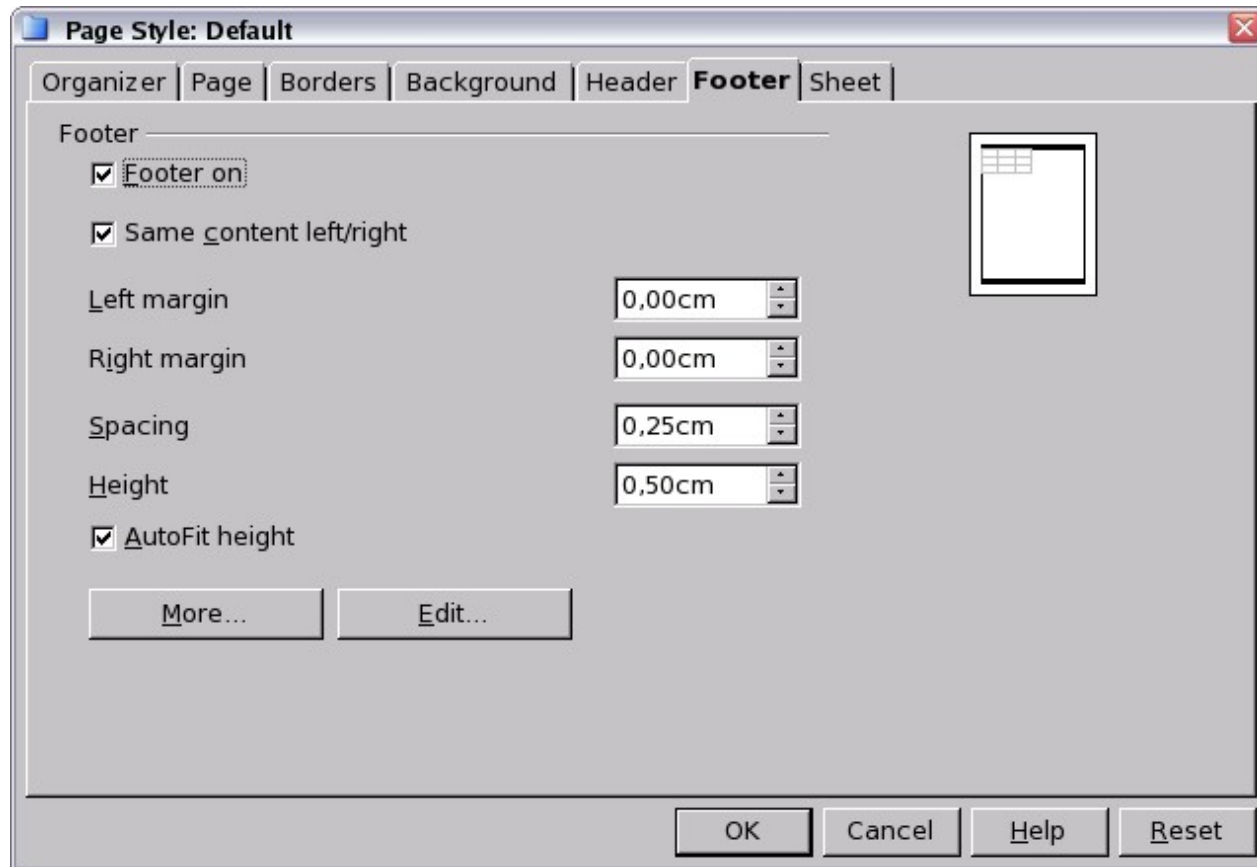 Page Style: Default
Organizer Page Borders Background Header Footer Sheet
Footer
Footer on
Same content left/right
Left margin 0,00cm
Right margin 0,00cm
Spacing 0,25cm
Height 0,50cm
AutoFit height
More... Edit...
OK Cancel Help Reset